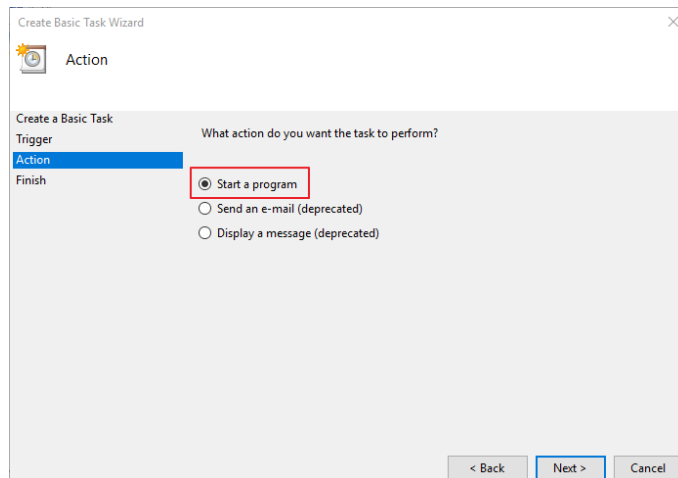 Create Basic Task Wizard
Action
Create a Basic Task
Trigger
Action
Finish
What action do you want the task to perform?
Start a program
Send an e-mail (deprecated)
Display a message (deprecated)
< Back
Next >
Cancel